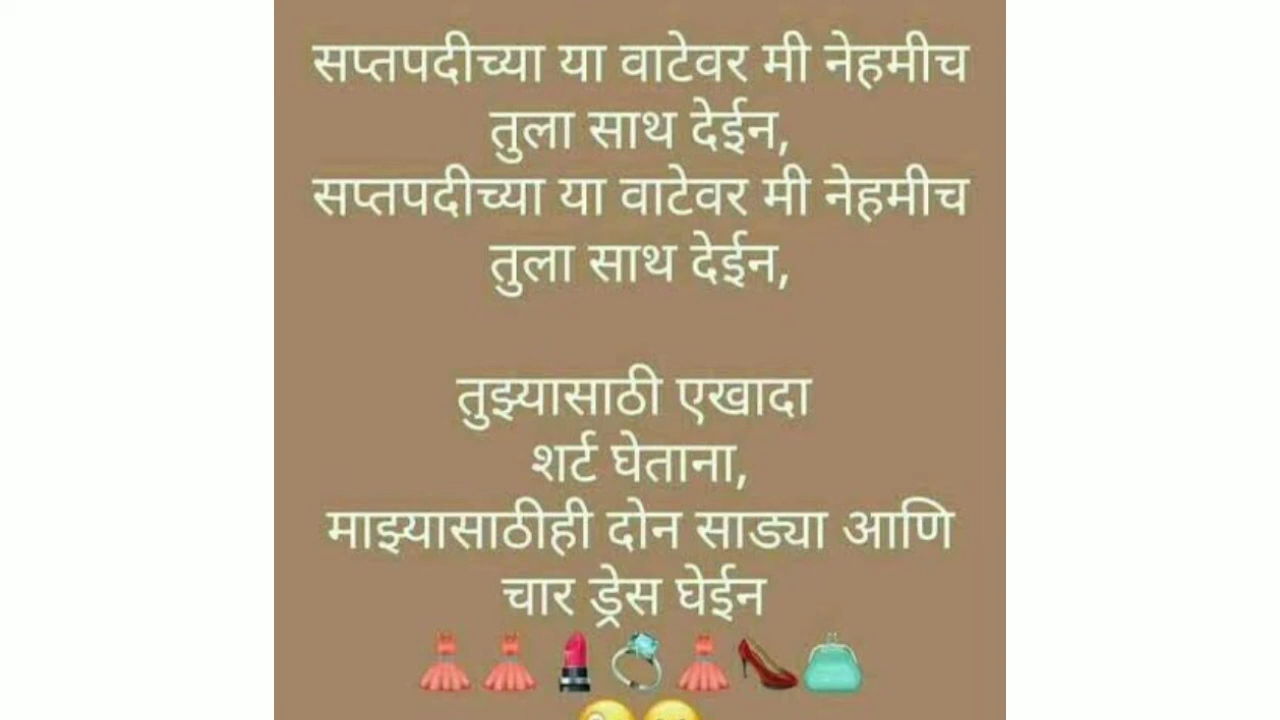 सप्तपदीच्या या वाटेवर मी नेहमीच
तुला साथ देईन,
सप्तपदीच्या या वाटेवर मी नेहमीच
तुला साथ देईन,
तुझ्यासाठी एखादा
शर्ट घेताना,
माझ्यासाठीही दोन साड्या आणि
चार ड्रेस घेईन